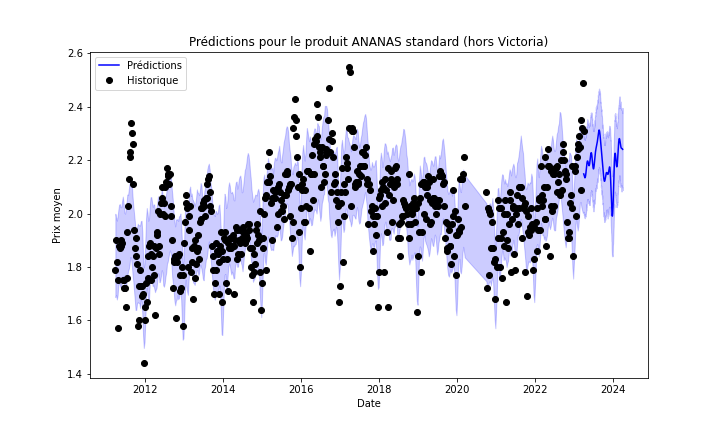 Prédictions pour le produit ANANAS standard (hors Victoria)
Prédictions
Historique
Prix moyen
2.6
2.4
2.2
2.0
1.8
1.6
1.4
2012
2014
2016
2018
2020
2022
2024
Date